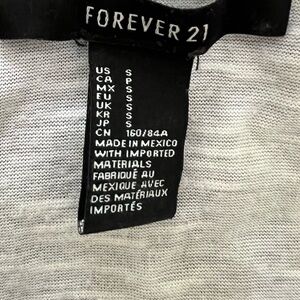 FOREVER 21
US S
CA P
MX S
EU S
UK S
KR S
JP S
CN 160/84A
MADE IN MEXICO
WITH IMPORTED
MATERIALS
FABRIQUÉ AU
MEXIQUE AVEC
DES MATÉRIAUX
IMPORTÉS